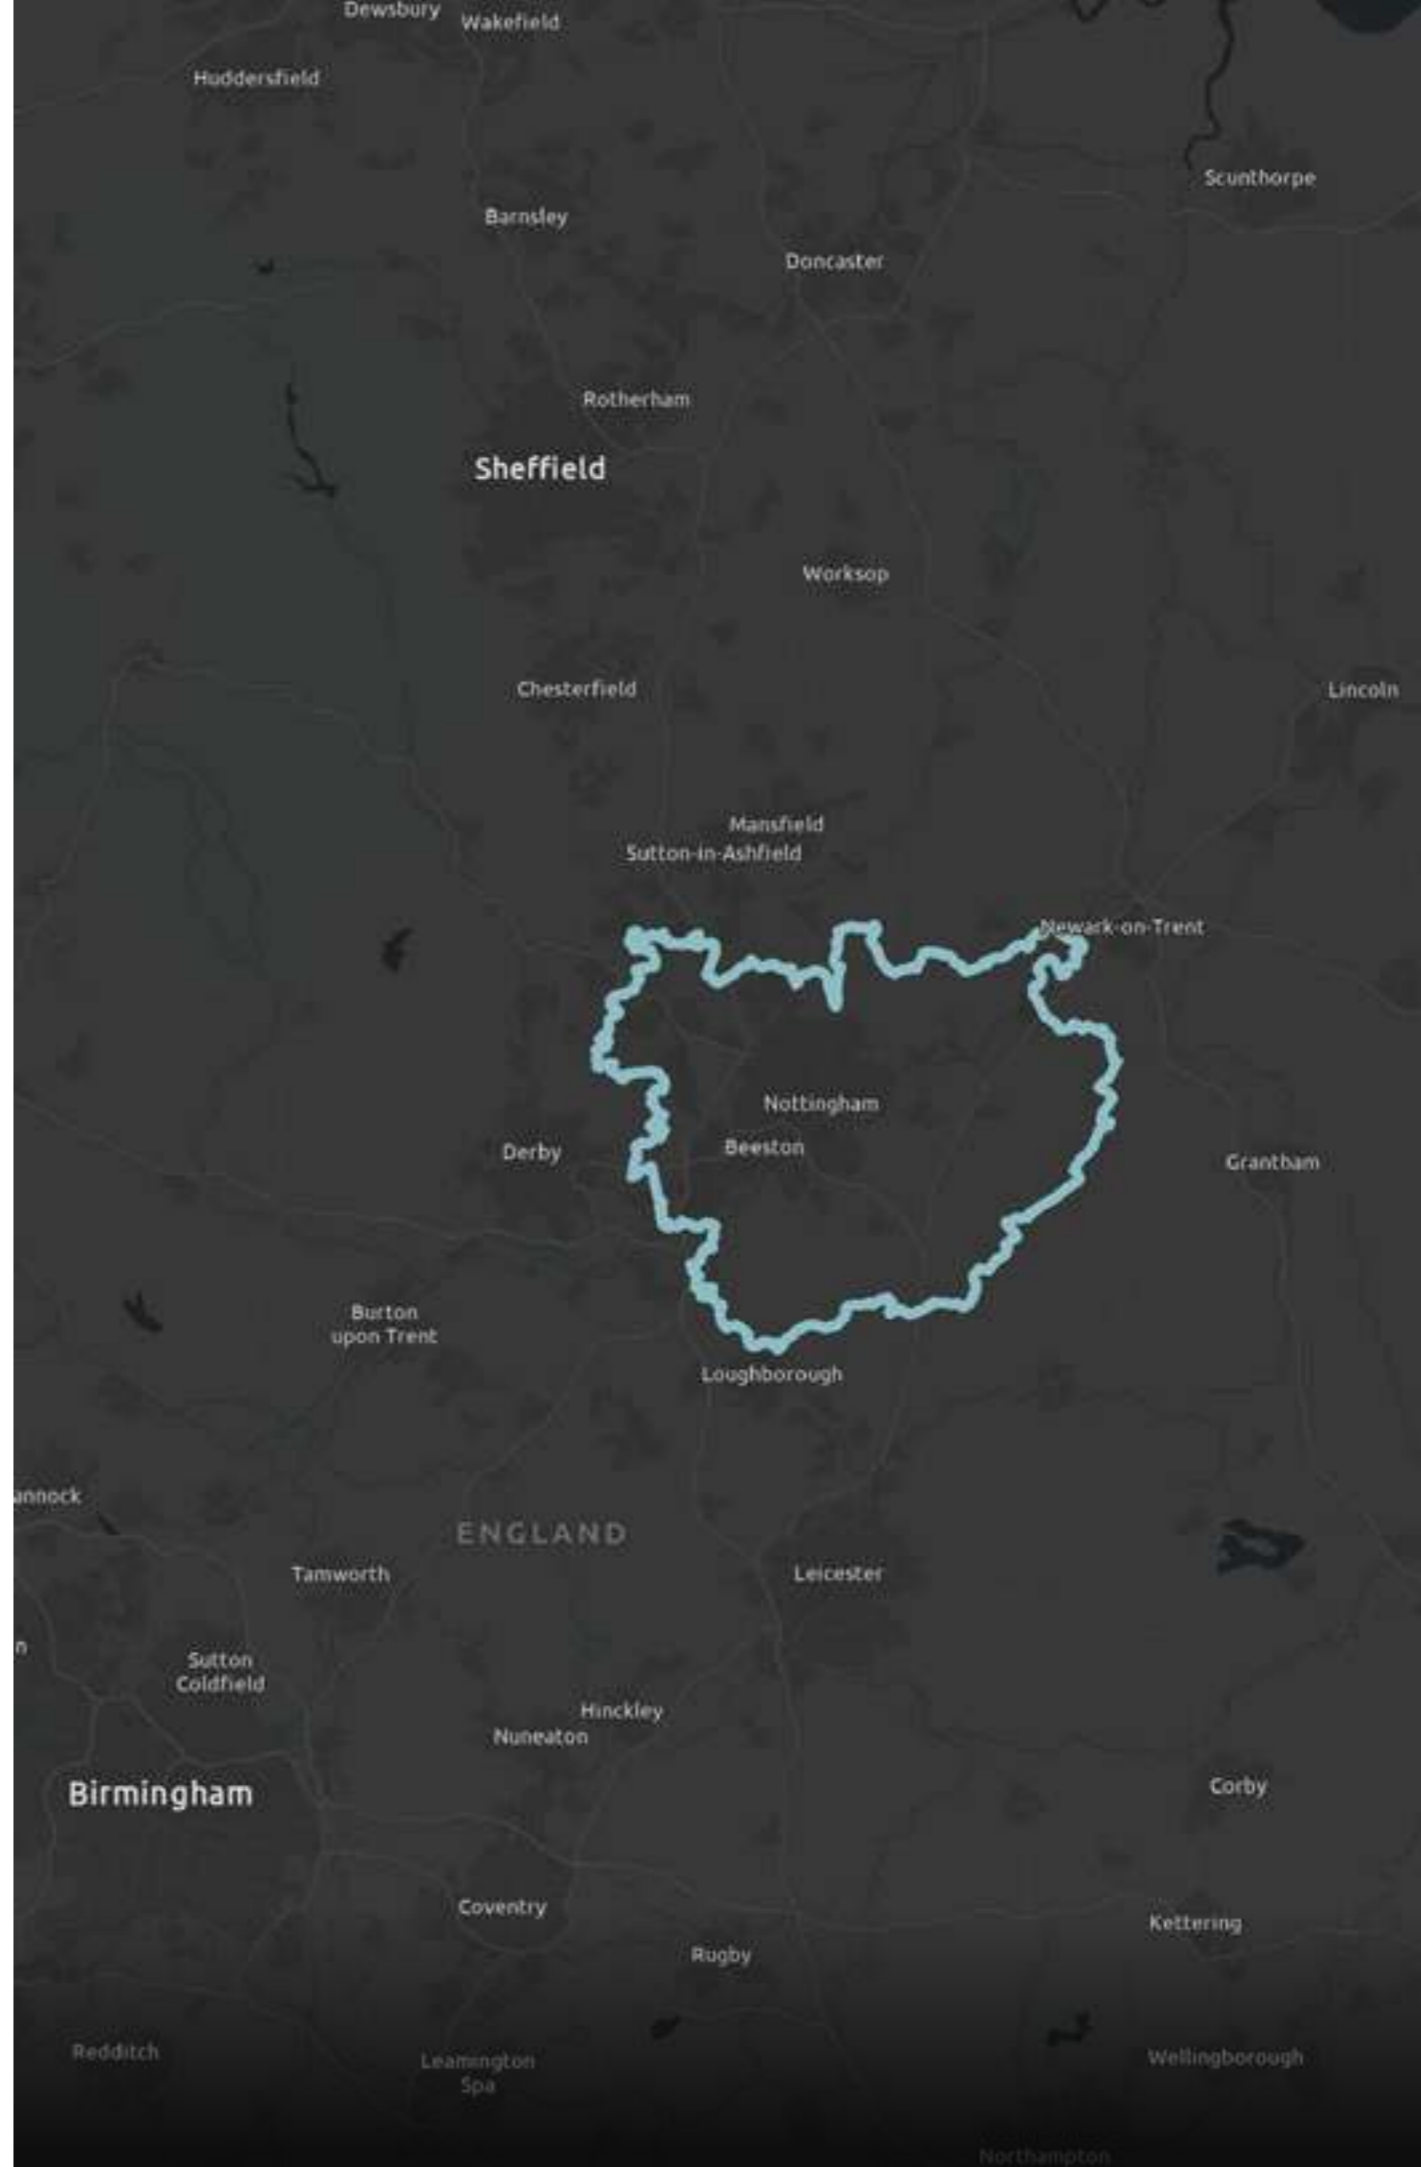 Dewsbury
Wakefield
Huddersfield
Scunthorpe
Barnsley
Doncaster
Rotherham
Sheffield
Worksop
Chesterfield
Lincoln
Mansfield
Sutton-in-Ashfield
Newark-on-Trent
Nottingham
Beeston
Derby
Grantham
Burton
upon Trent
Loughborough
annock
ENGLAND
Tamworth
Leicester
n
Sutton
Coldfield
Hinckley
Nuneaton
Birmingham
Corby
Coventry
Kettering
Rugby
Redditch
Leamington
Spa
Wellingborough
Northampton